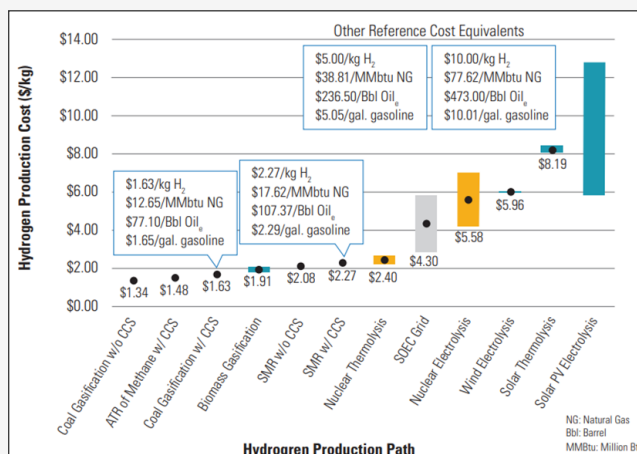 Other Reference Cost Equivalents
$14.00
$12.00
$10.00
$8.00
$6.00
$4.00
$2.00
$0.00
Hydrogen Production Cost ($/kg)
$5.00/kg H₂
$38.81/MMbtu NG
$236.50/Bbl Oilₑ
$5.05/gal. gasoline
$10.00/kg H₂
$77.62/MMbtu NG
$473.00/Bbl Oilₑ
$10.01/gal. gasoline
$1.63/kg H₂
$12.65/MMbtu NG
$77.10/Bbl Oilₑ
$1.65/gal. gasoline
$2.27/kg H₂
$17.62/MMbtu NG
$107.37/Bbl Oilₑ
$2.29/gal. gasoline
$1.34
$1.48
$1.63
$1.91
$2.08
$2.27
$2.40
$4.30
$5.58
$5.96
$8.19
Coal Gasification w/o CCS
ATR of Methane w/ CCS
Coal Gasification w/ CCS
Biomass Gasification
SMR w/o CCS
SMR w/ CCS
Nuclear Thermolysis
SOEC Grid
Nuclear Electrolysis
Wind Electrolysis
Solar Thermolysis
Solar PV Electrolysis
Hydrogren Production Path
NG: Natural Gas
Bbl: Barrel
MMBtu: Million Bt